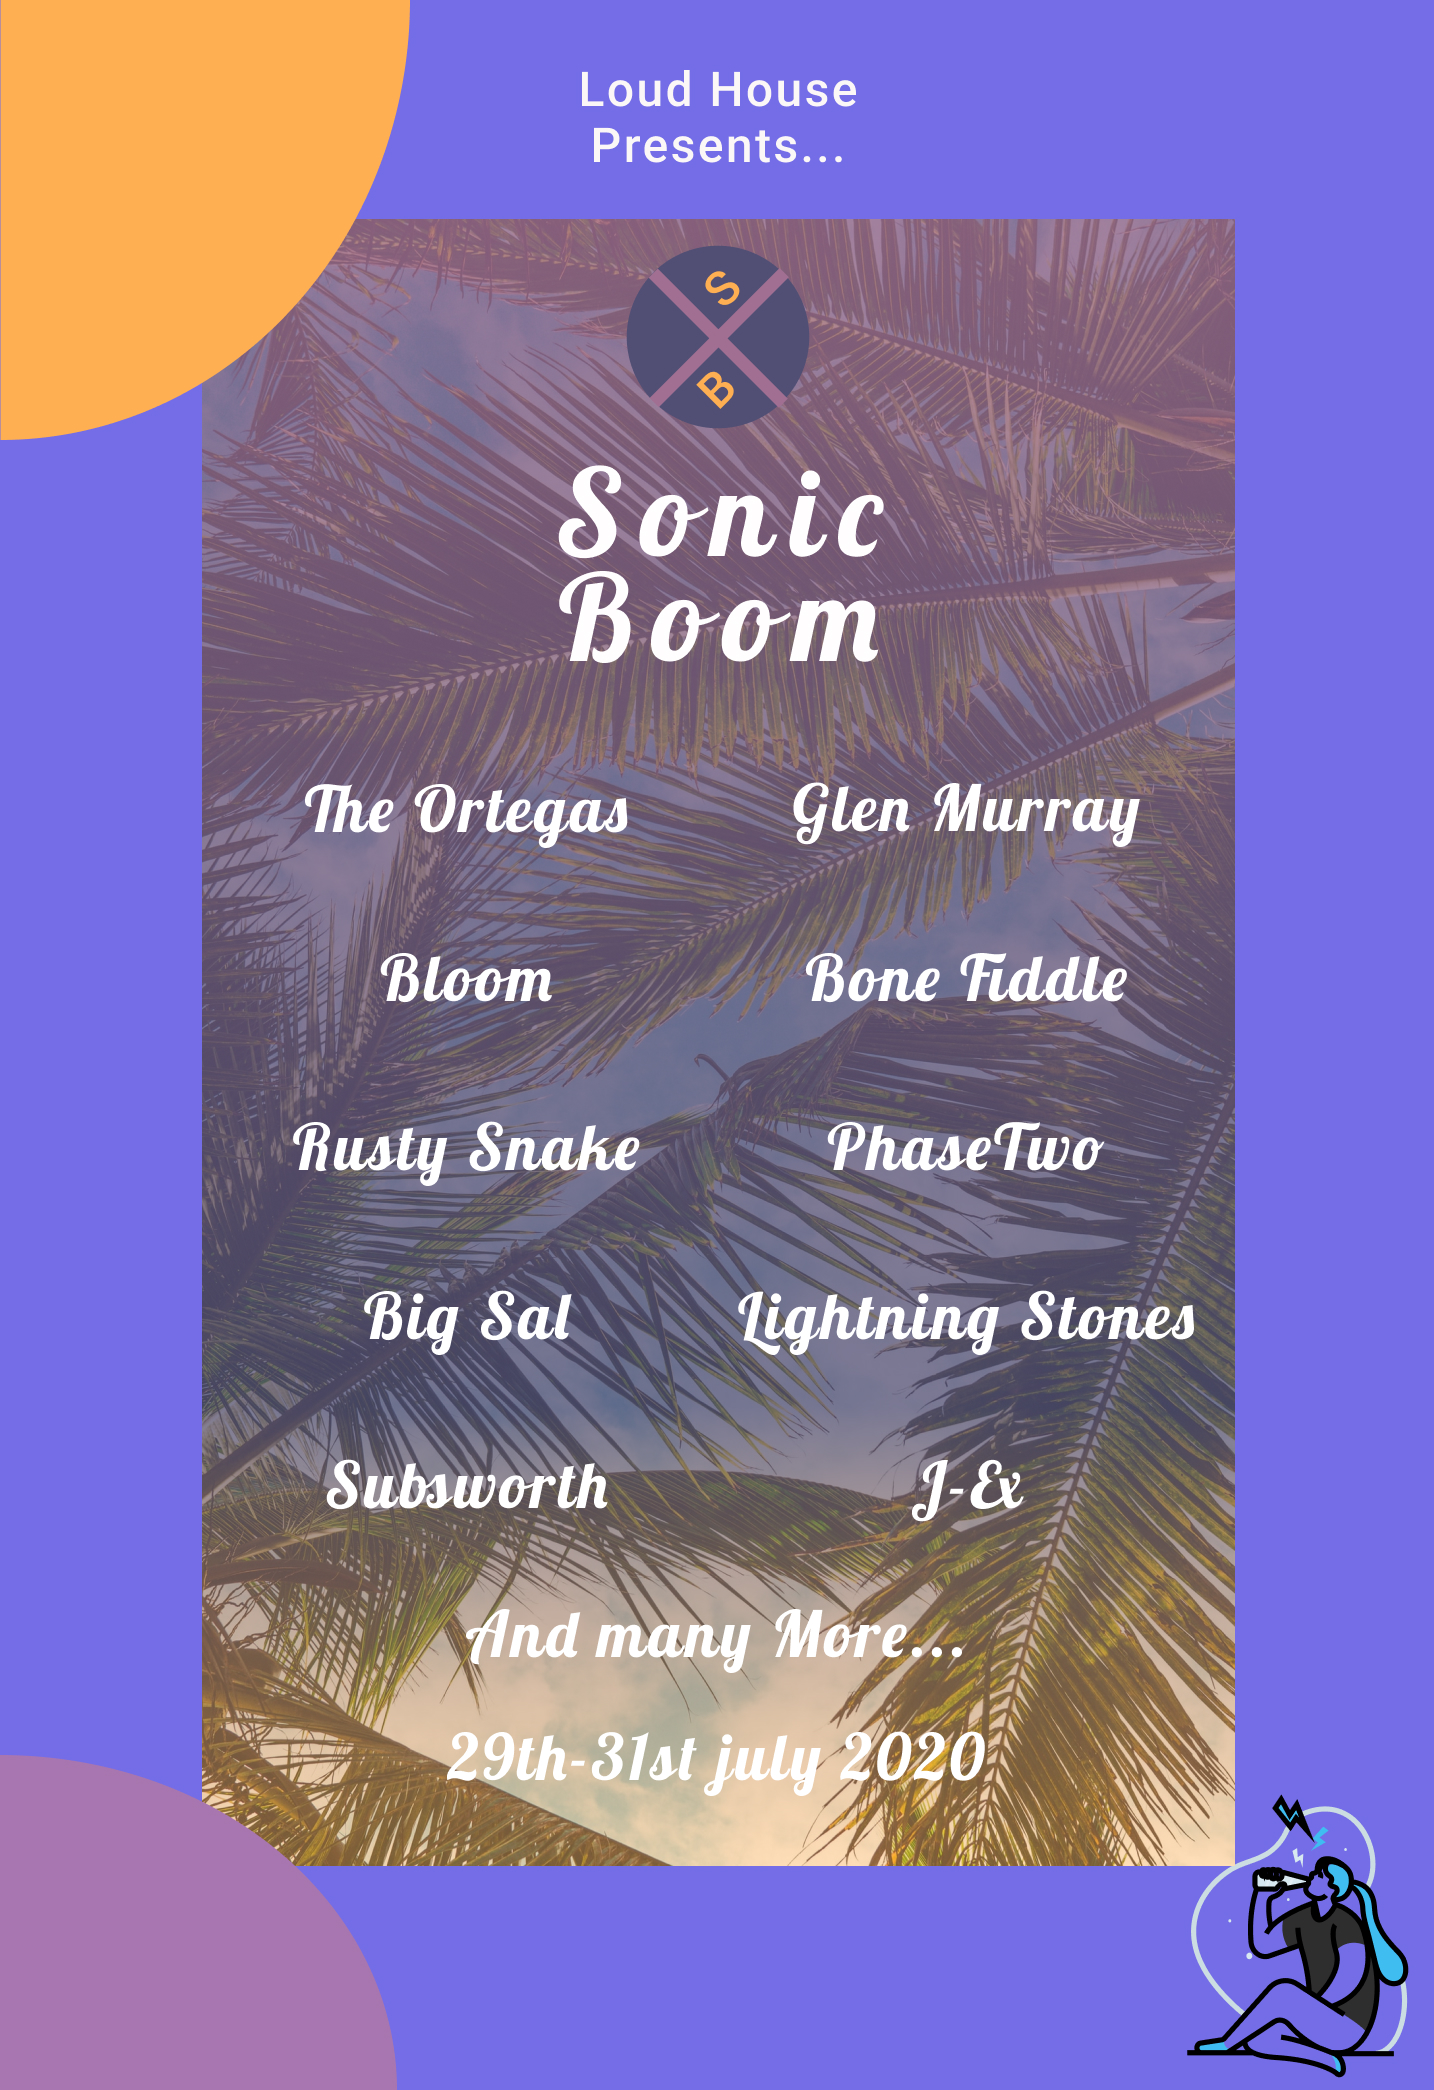 Loud House
Presents...
S
B
Sonic
Boom
The Ortegas
Glen Murray
Bloom
Bone Fiddle
Rusty Snake
PhaseTwo
Big Sal
Lightning Stones
Subsworth
J-Ex
And many More...
29th-31st july 2020